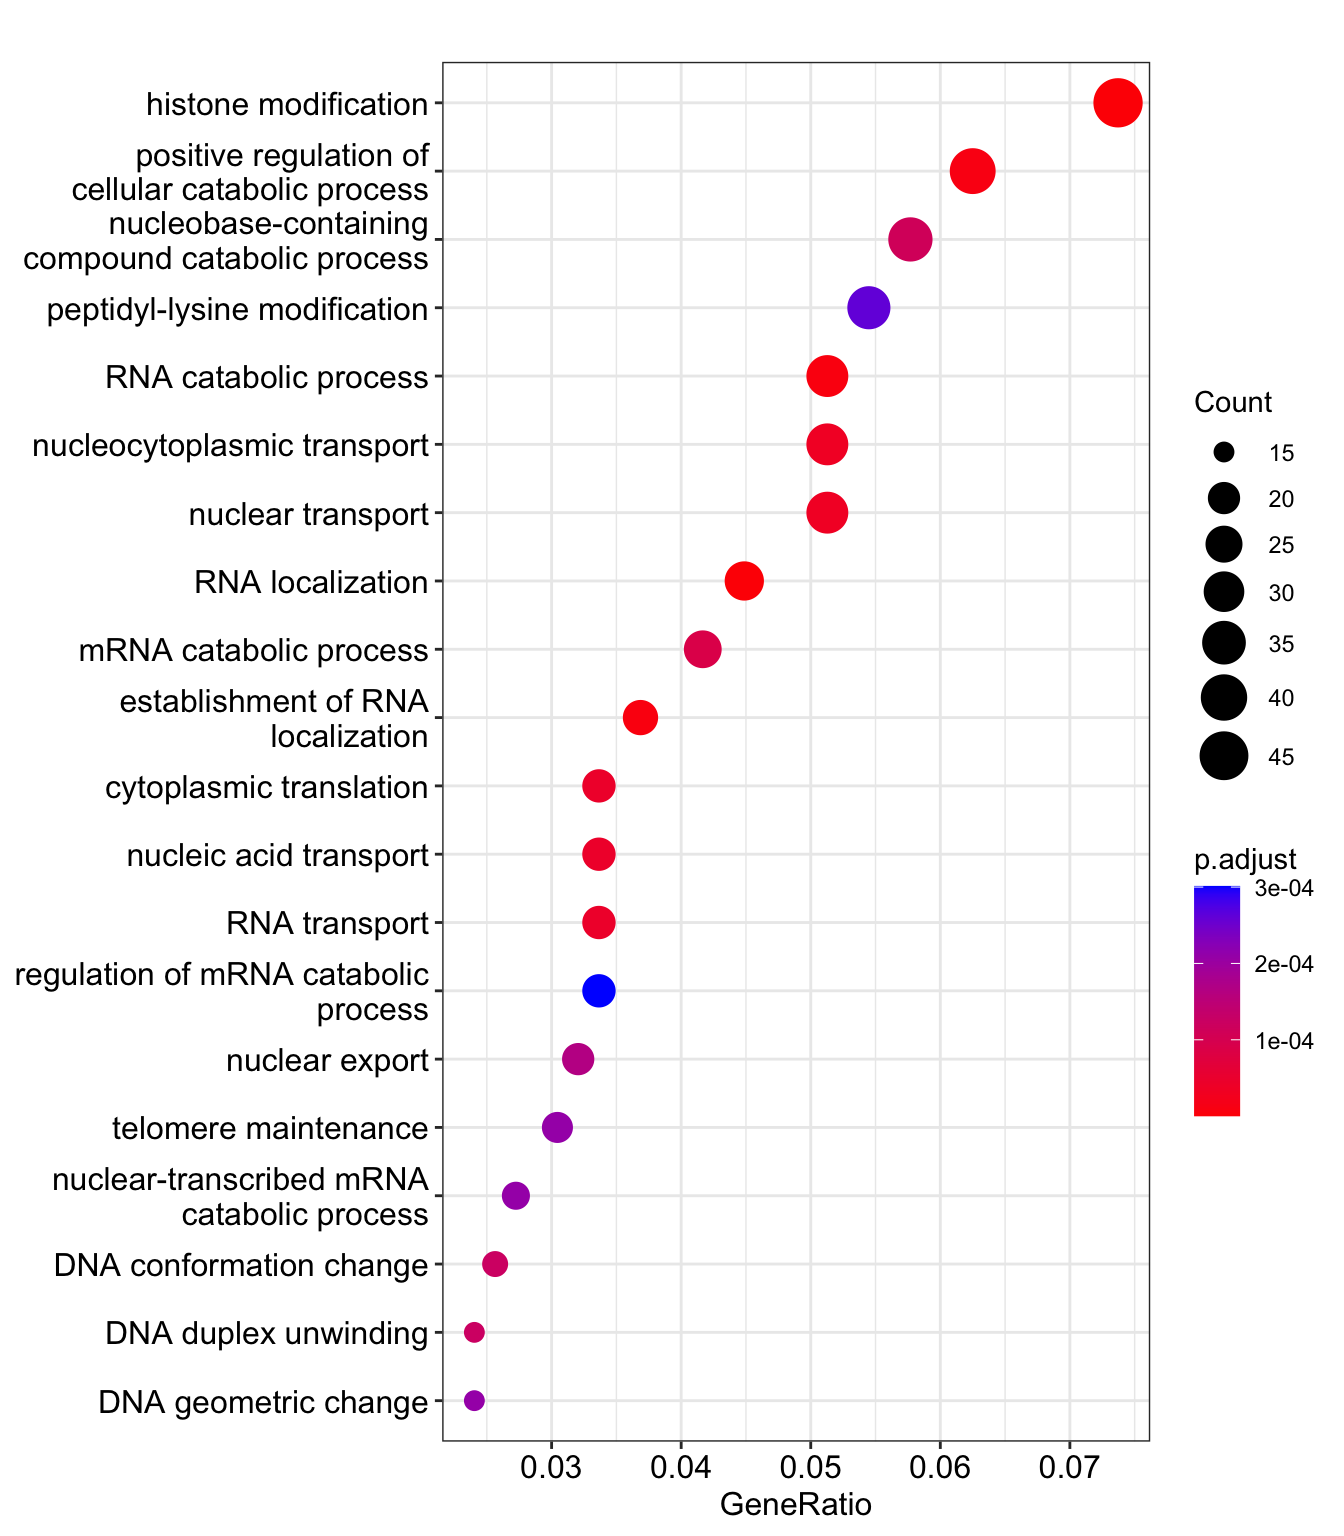 histone modification
positive regulation of
cellular catabolic process
nucleobase-containing
compound catabolic process
peptidyl-lysine modification
RNA catabolic process
nucleocytoplasmic transport
nuclear transport
RNA localization
mRNA catabolic process
establishment of RNA
localization
cytoplasmic translation
nucleic acid transport
RNA transport
regulation of mRNA catabolic
process
nuclear export
telomere maintenance
nuclear-transcribed mRNA
catabolic process
DNA conformation change
DNA duplex unwinding
DNA geometric change
0.03 0.04 0.05 0.06 0.07
GeneRatio
Count
15
20
25
30
35
40
45
p.adjust
3e-04
2e-04
1e-04